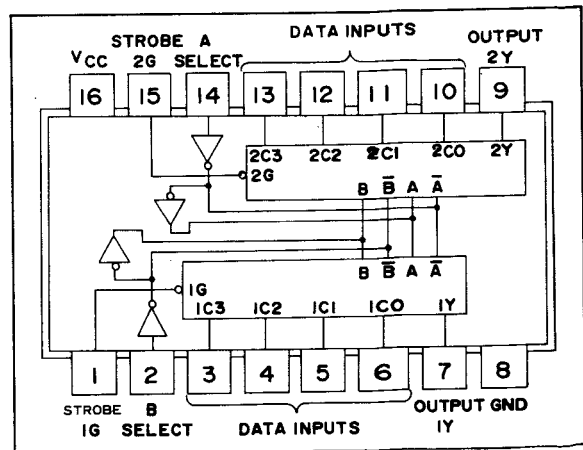 STROBE A DATA INPUTS OUTPUT
VCC 2G SELECT 2Y
16 15 14 13 12 11 10 9
2C3 2C2 2C1 2C0 2Y
2G
B B̅ A A̅
B B̅ A A̅
1G
1C3 1C2 1C1 1C0 1Y
1 2 3 4 5 6 7 8
STROBE B OUTPUT GND
1G SELECT DATA INPUTS 1Y